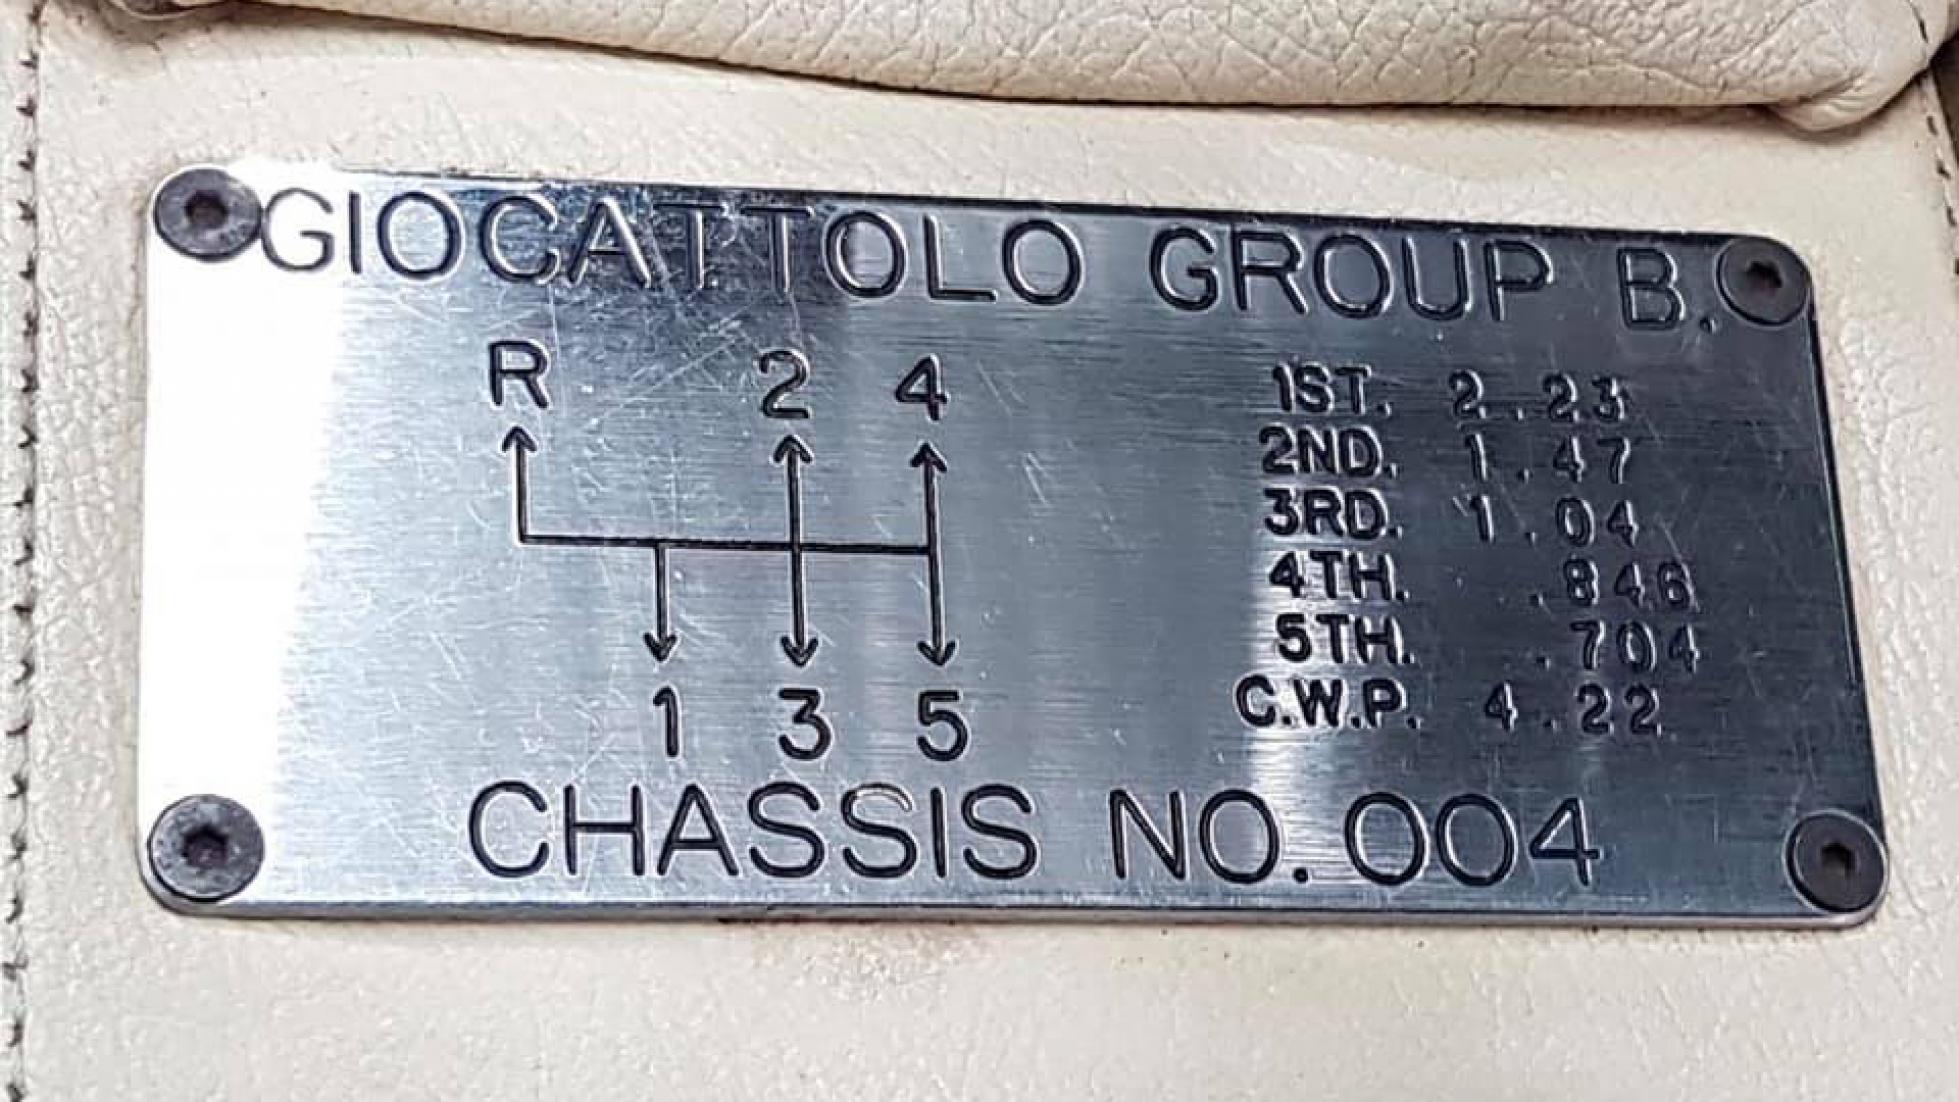 GIOCATTOLO GROUP B.
R 2 4
1 3 5
1ST. 2.23
2ND. 1.47
3RD. 1.04
4TH. .846
5TH. .704
C.W.P. 4.22
CHASSIS NO. 004